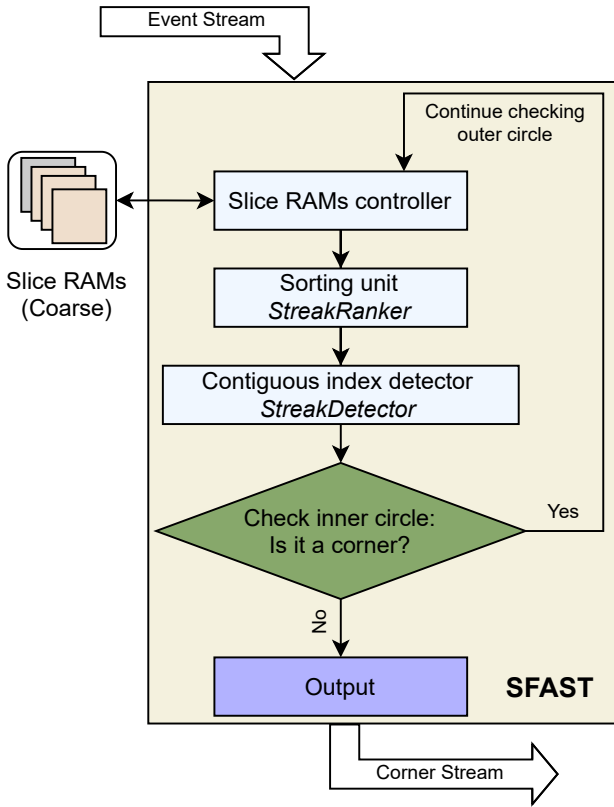 Event Stream
Continue checking
outer circle
Slice RAMs controller
Slice RAMs
(Coarse)
Sorting unit
StreakRanker
Contiguous index detector
StreakDetector
Check inner circle:
Is it a corner?
Yes
No
Output
SFAST
Corner Stream